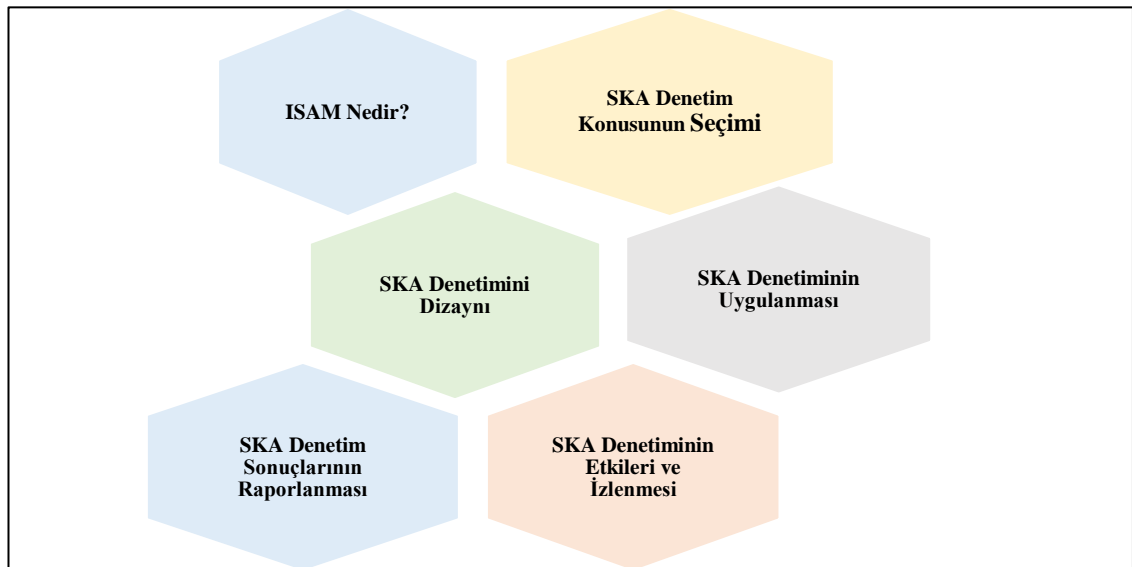 ISAM Nedir?
SKA Denetim
Konusunun Seçimi
SKA Denetimini
Dizaynı
SKA Denetiminin
Uygulanması
SKA Denetim
Sonuçlarının
Raporlanması
SKA Denetiminin
Etkileri ve
İzlenmesi